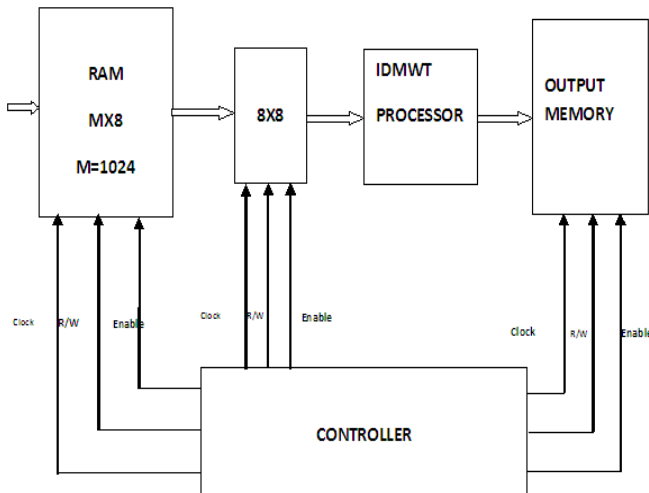 RAM
MX8
M=1024
8X8
IDMWT
PROCESSOR
OUTPUT
MEMORY
Clock
R/W
Enable
Clock
R/W
Enable
Clock
R/W
Enable
CONTROLLER